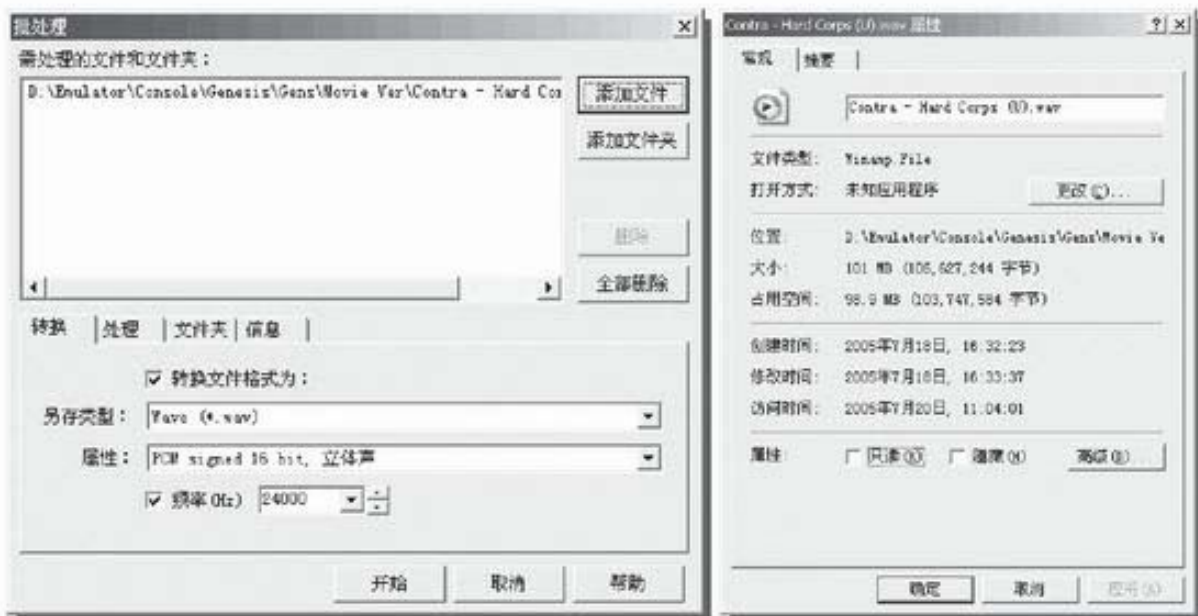 批处理
需处理的文件和文件夹：
D:\Emulator\Console\Genesis\Gens\Movie Ver\Contra - Hard Cor
添加文件
添加文件夹
删除
全部删除
转换
处理
文件夹
信息
转换文件格式为：
另存类型：
Wave (*.wav)
属性：
PCM signed 16 bit, 立体声
频率(Hz)
24000
开始
取消
帮助
Contra - Hard Corps (U).wav 属性
常规
摘要
Contra - Hard Corps (U).wav
文件类型：
Winamp File
打开方式：
未知应用程序
更改(C)...
位置：
D:\Emulator\Console\Genesis\Gens\Movie Ve
大小：
101 MB
字节)
占用空间：
98.9 MB (103,747,584 字节)
创建时间：
2005年7月18日, 16:32:23
修改时间：
2005年7月18日, 16:33:37
访问时间：
2005年7月20日, 11:04:01
属性：
只读(R)
隐藏(H)
高级(D)...
确定
取消
应用(A)